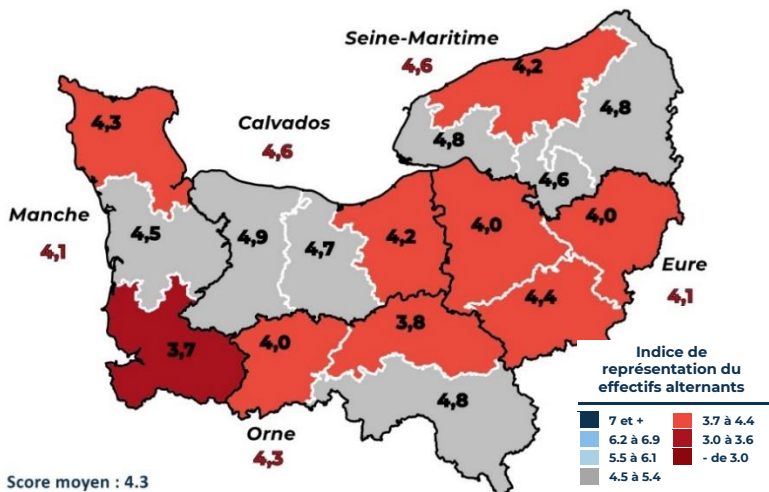 Seine-Maritime
4,6
4,2
4,8
4,8
4,6
4,3
Calvados
4,6
Manche
4,1
4,5
4,9
4,7
4,2
4,0
4,0
Eure
4,1
4,4
3,7
4,0
3,8
4,8
Orne
4,3
Indice de
représentation du
effectifs alternants
7 et +
6.2 à 6.9
5.5 à 6.1
4.5 à 5.4
3.7 à 4.4
3.0 à 3.6
- de 3.0
Score moyen : 4.3